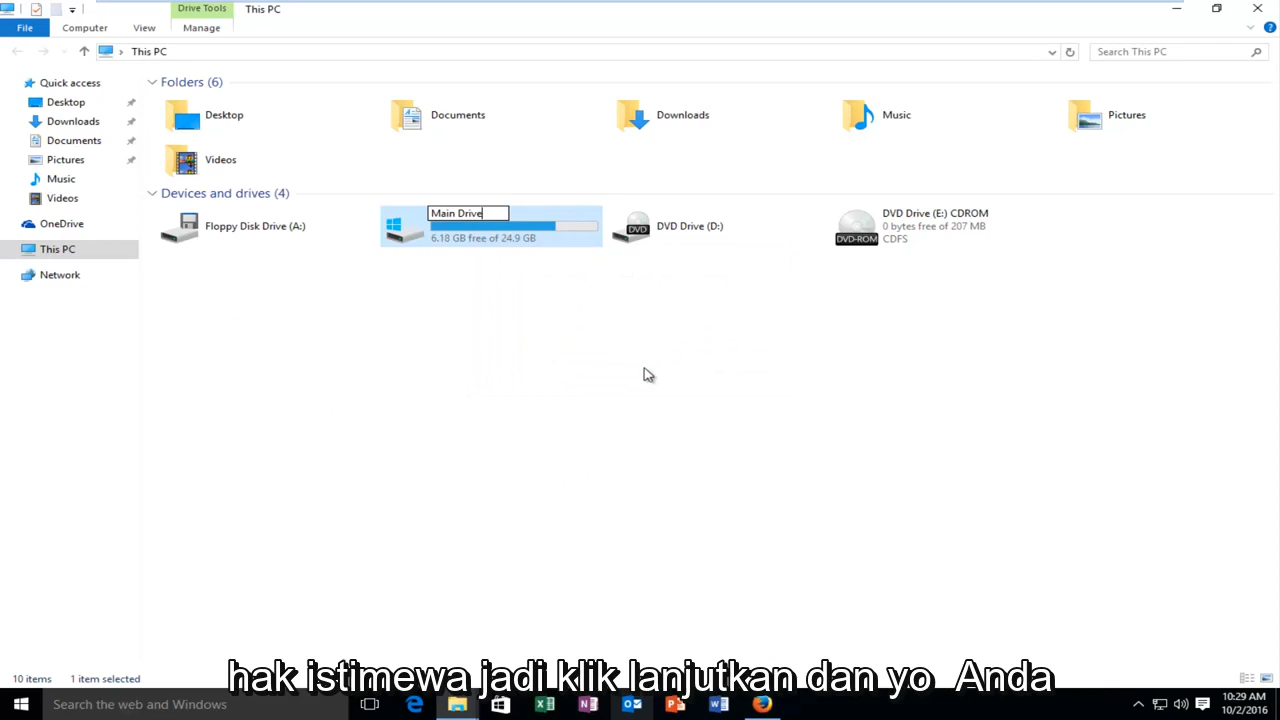 Drive Tools
This PC
File
Computer
View
Manage
This PC
Search This PC
Quick access
Desktop
Downloads
Documents
Pictures
Music
Videos
OneDrive
This PC
Network
Folders (6)
Desktop
Documents
Downloads
Music
Pictures
Videos
Devices and drives (4)
Floppy Disk Drive (A:)
Main Drive
6.18 GB free of 24.9 GB
DVD
DVD Drive (D:)
DVD-ROM
DVD Drive (E:) CDROM
0 bytes free of 207 MB
CDFS
10 items
1 item selected
hak istimewa jadi klik lanjutkan dan yo Anda
Search the web and Windows
10:29 AM
10/2/2016